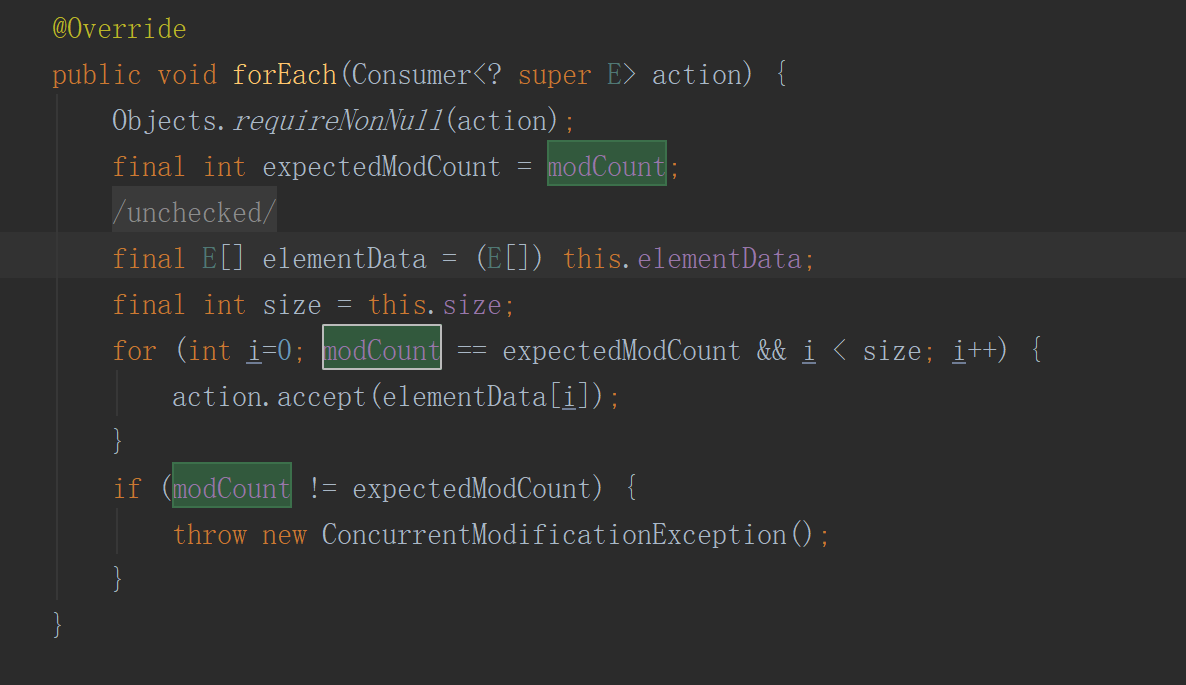 @Override
public void forEach(Consumer<? super E> action) {
Objects.requireNonNull(action);
final int expectedModCount = modCount;
/unchecked/
final E[] elementData = (E[]) this.elementData;
final int size = this.size;
for (int i=0; modCount == expectedModCount && i < size; i++) {
action.accept(elementData[i]);
}
if (modCount != expectedModCount) {
throw new ConcurrentModificationException();
}
}